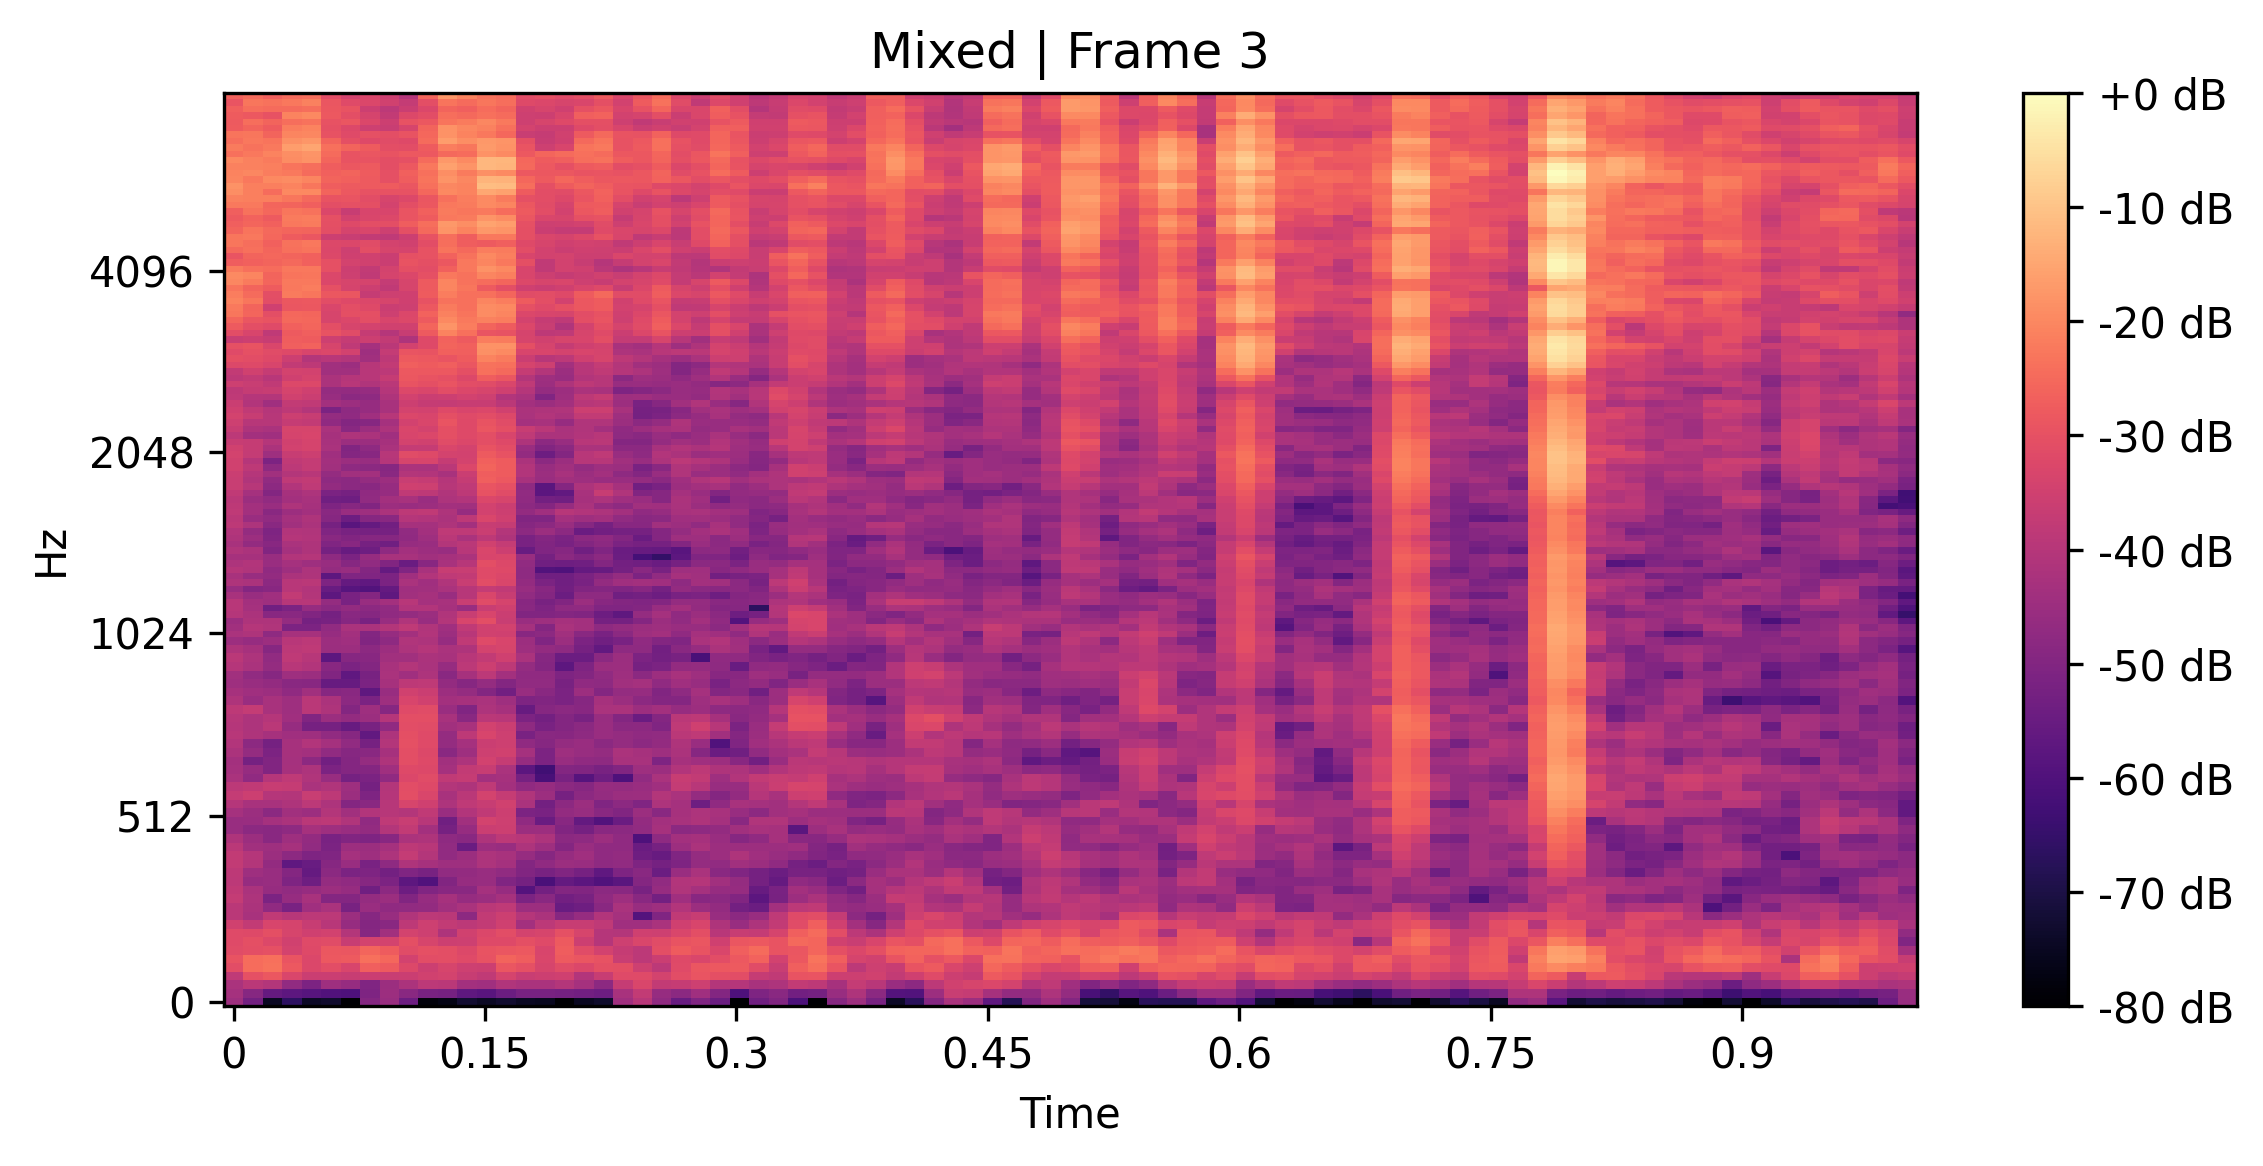 Mixed | Frame 3
+0 dB
-10 dB
-20 dB
-30 dB
-40 dB
-50 dB
-60 dB
-70 dB
-80 dB
4096
2048
1024
512
0
Hz
0 0.15 0.3 0.45 0.6 0.75 0.9
Time